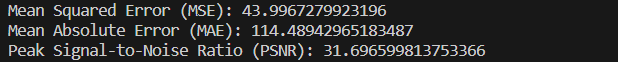 Mean Squared Error (MSE): 43.9967279923196
Mean Absolute Error (MAE): 114.48942965183487
Peak Signal-to-Noise Ratio (PSNR): 31.696599813753366